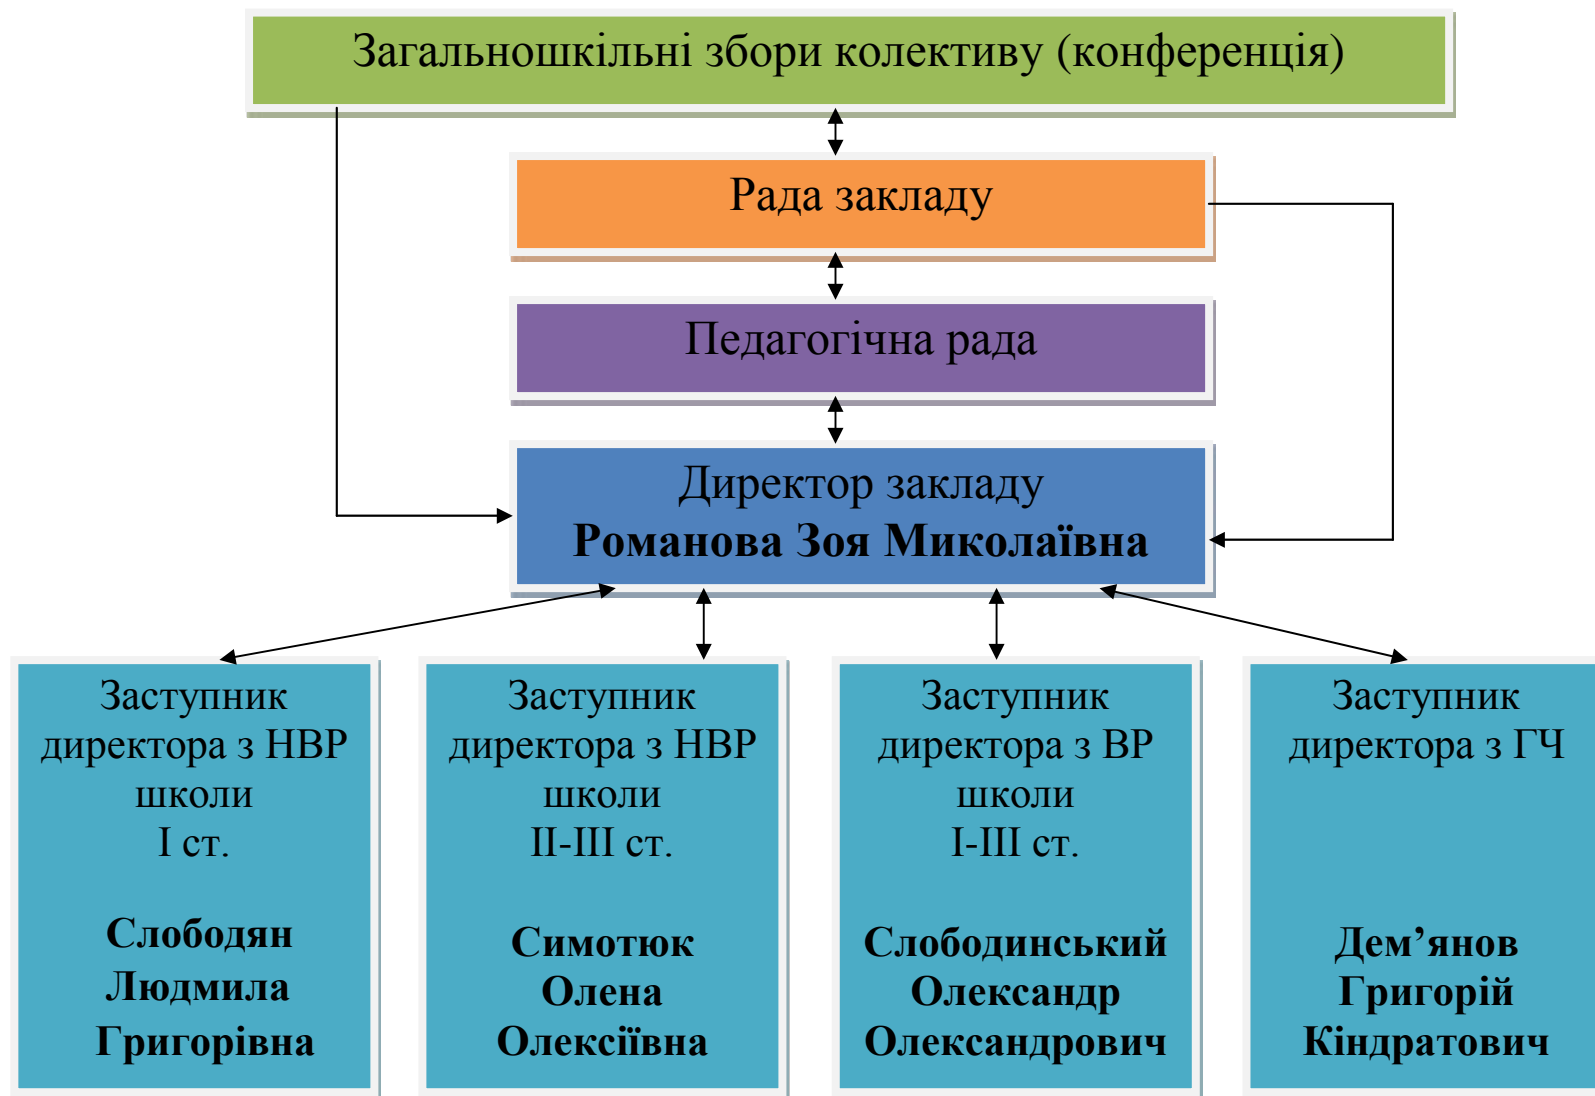 Загальношкільні збори колективу (конференція)
Рада закладу
Педагогічна рада
Директор закладу
Романова Зоя Миколаївна
Заступник
директора з НВР
школи
І ст.
Слободян
Людмила
Григорівна
Заступник
директора з НВР
школи
ІІ-ІІІ ст.
Симотюк
Олена
Олексіївна
Заступник
директора з ВР
школи
І-ІІІ ст.
Слободинський
Олександр
Олександрович
Заступник
директора з ГЧ
Дем’янов
Григорій
Кіндратович